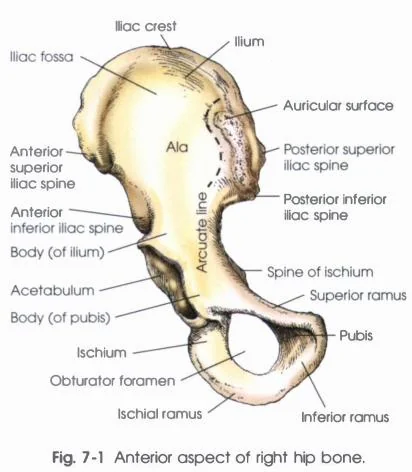 Iliac crest
Ilium
Iliac fossa
Auricular surface
Ala
Anterior
superior
iliac spine
Posterior superior
iliac spine
Posterior inferior
iliac spine
Anterior
inferior iliac spine
Arcuate line
Body (of ilium)
Spine of ischium
Acetabulum
Superior ramus
Body (of pubis)
Pubis
Ischium
Obturator foramen
Ischial ramus
Inferior ramus
Fig. 7-1 Anterior aspect of right hip bone.